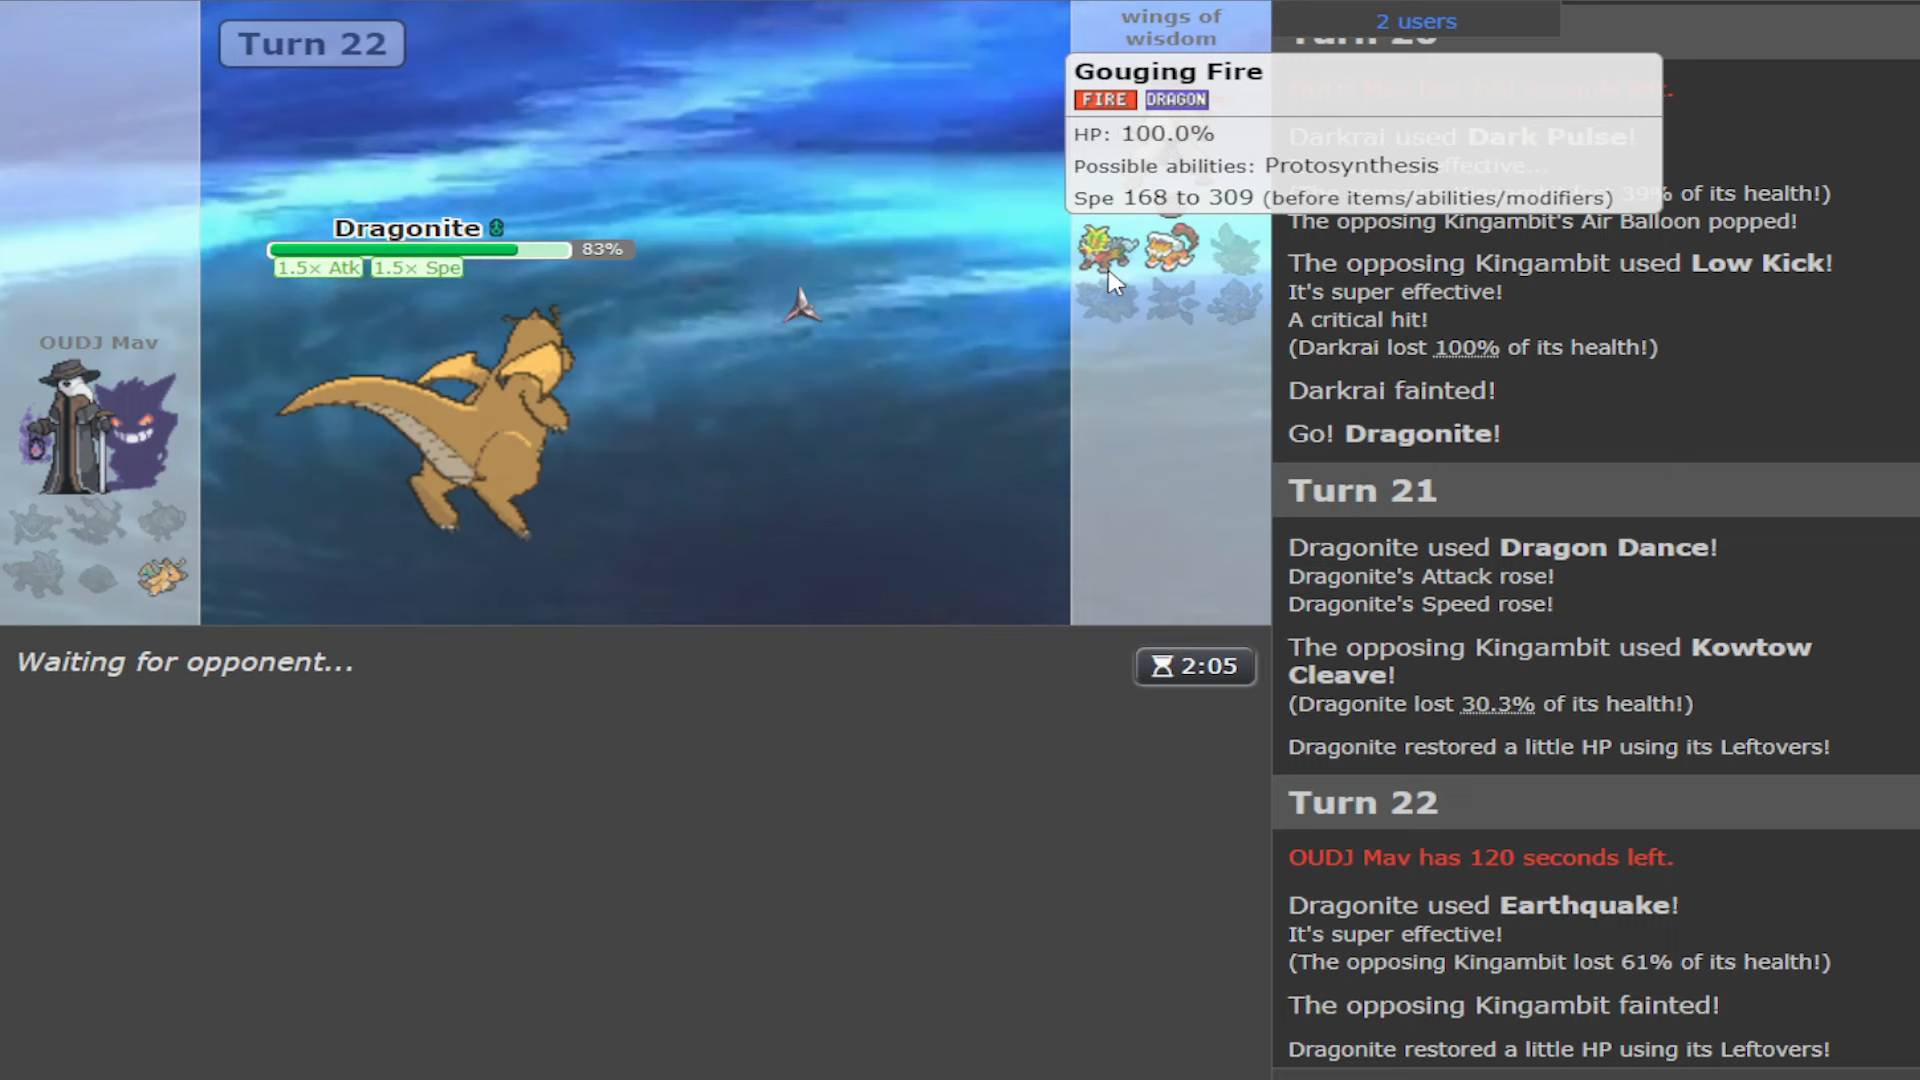 Turn 22
wings of
wisdom
2 users
Gouging Fire
FIRE DRAGON
HP: 100.0%
Possible abilities: Protosynthesis
Spe 168 to 309 (before items/abilities/modifiers)
Dragonite
83%
1.5× Atk 1.5× Spe
OUDJ Mav
Waiting for opponent...
2:05
Darkrai used Dark Pulse!
effective...
lost 39% of its health!)
The opposing Kingambit's Air Balloon popped!
The opposing Kingambit used Low Kick!
It's super effective!
A critical hit!
(Darkrai lost 100% of its health!)
Darkrai fainted!
Go! Dragonite!
Turn 21
Dragonite used Dragon Dance!
Dragonite's Attack rose!
Dragonite's Speed rose!
The opposing Kingambit used Kowtow
Cleave!
(Dragonite lost 30.3% of its health!)
Dragonite restored a little HP using its Leftovers!
Turn 22
OUDJ Mav has 120 seconds left.
Dragonite used Earthquake!
It's super effective!
(The opposing Kingambit lost 61% of its health!)
The opposing Kingambit fainted!
Dragonite restored a little HP using its Leftovers!